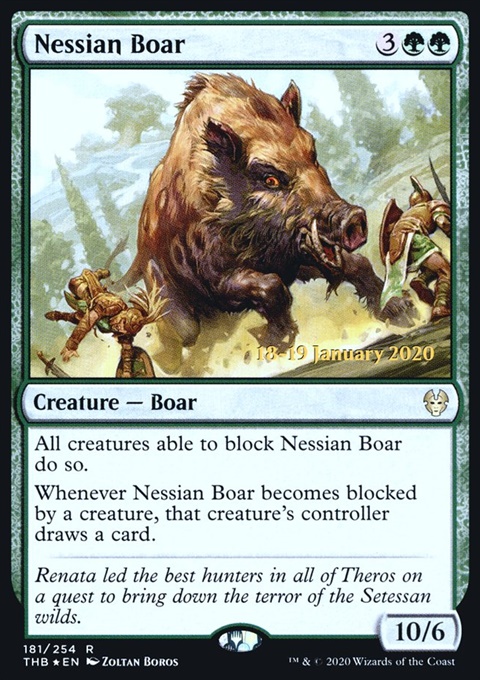 Nessian Boar 3
18-19 January 2020
Creature — Boar
All creatures able to block Nessian Boar
do so.
Whenever Nessian Boar becomes blocked
by a creature, that creature's controller
draws a card.
Renata led the best hunters in all of Theros on
a quest to bring down the terror of the Setessan
wilds.
10/6
181/254 R
THB★EN Zoltan Boros
™ & © 2020 Wizards of the Coast